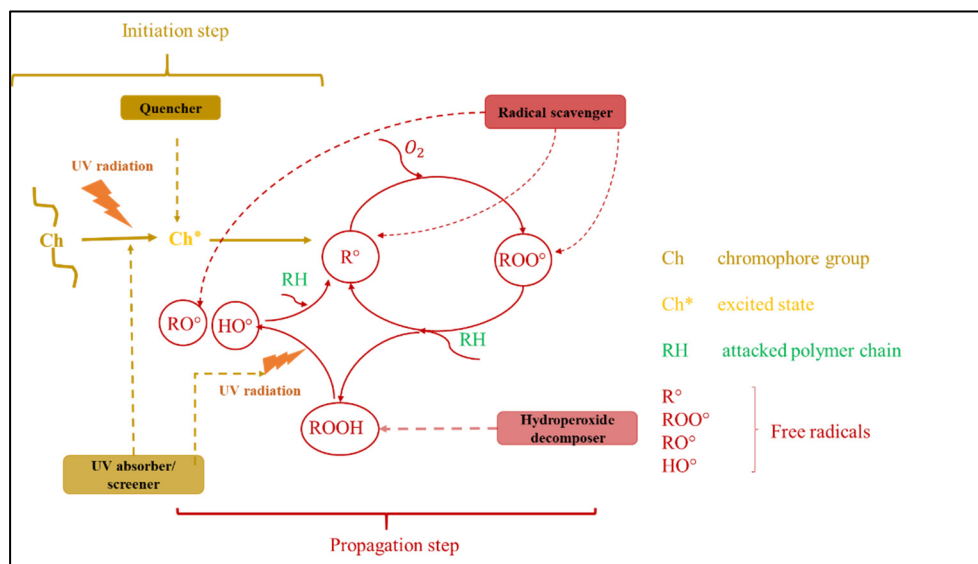 Initiation step
Quencher
Radical scavenger
UV radiation
O₂
Ch
Ch*
R°
ROO°
RH
RO°
HO°
RH
UV radiation
ROOH
Hydroperoxide
decomposer
UV absorber/
screener
Propagation step
Ch chromophore group
Ch* excited state
RH attacked polymer chain
R°
ROO°
RO°
HO°
Free radicals